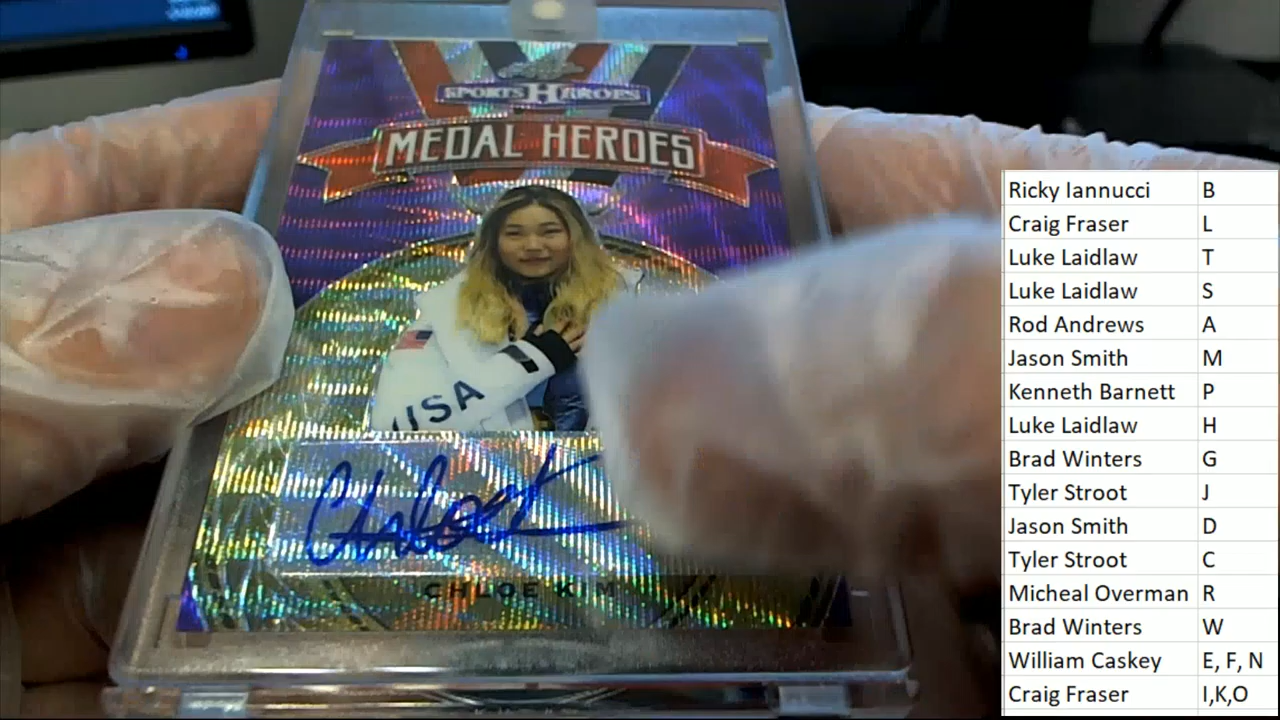 SPORTS HEROES
MEDAL HEROES
USA
Chloe K
CHLOE KIM
Ricky Iannucci B
Craig Fraser L
Luke Laidlaw T
Luke Laidlaw S
Rod Andrews A
Jason Smith M
Kenneth Barnett P
Luke Laidlaw H
Brad Winters G
Tyler Stroot J
Jason Smith D
Tyler Stroot C
Micheal Overman R
Brad Winters W
William Caskey E, F, N
Craig Fraser I,K,O